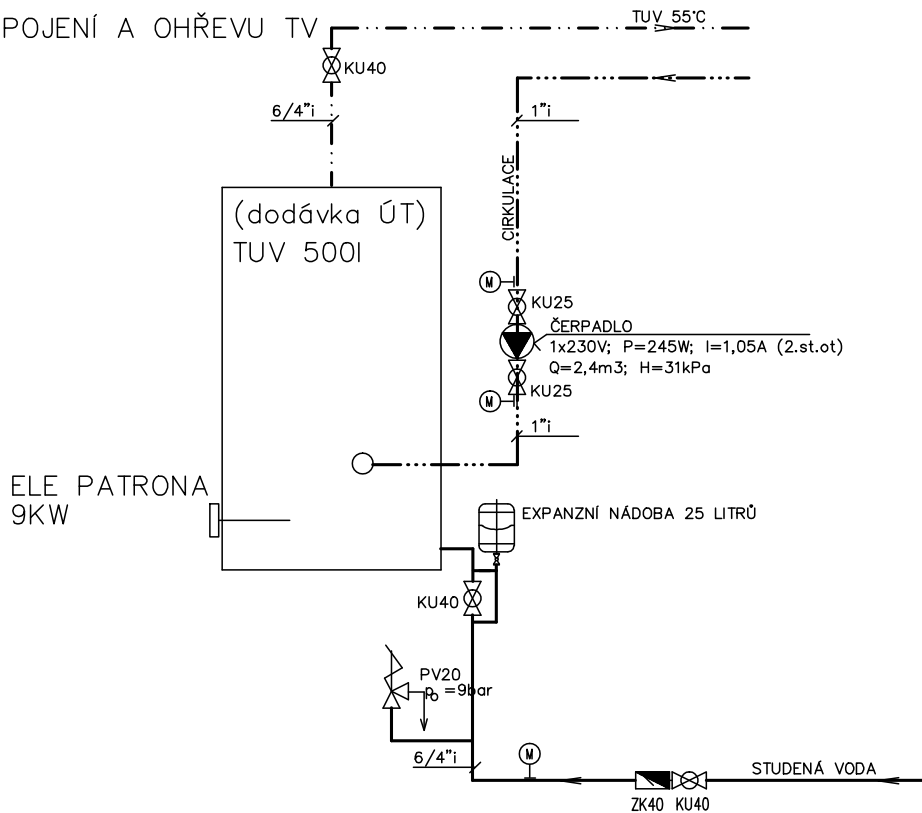 POJENÍ A OHŘEVU TV
TUV 55°C
KU40
6/4"i
1"i
CIRKULACE
(dodávka ÚT)
TUV 500l
M
KU25
ČERPADLO
1x230V; P=245W; I=1,05A (2.st.ot)
Q=2,4m3; H=31kPa
KU25
M
1"i
ELE PATRONA
9KW
EXPANZNÍ NÁDOBA 25 LITRŮ
KU40
PV20
po =9bar
6/4"i
M
STUDENÁ VODA
ZK40 KU40